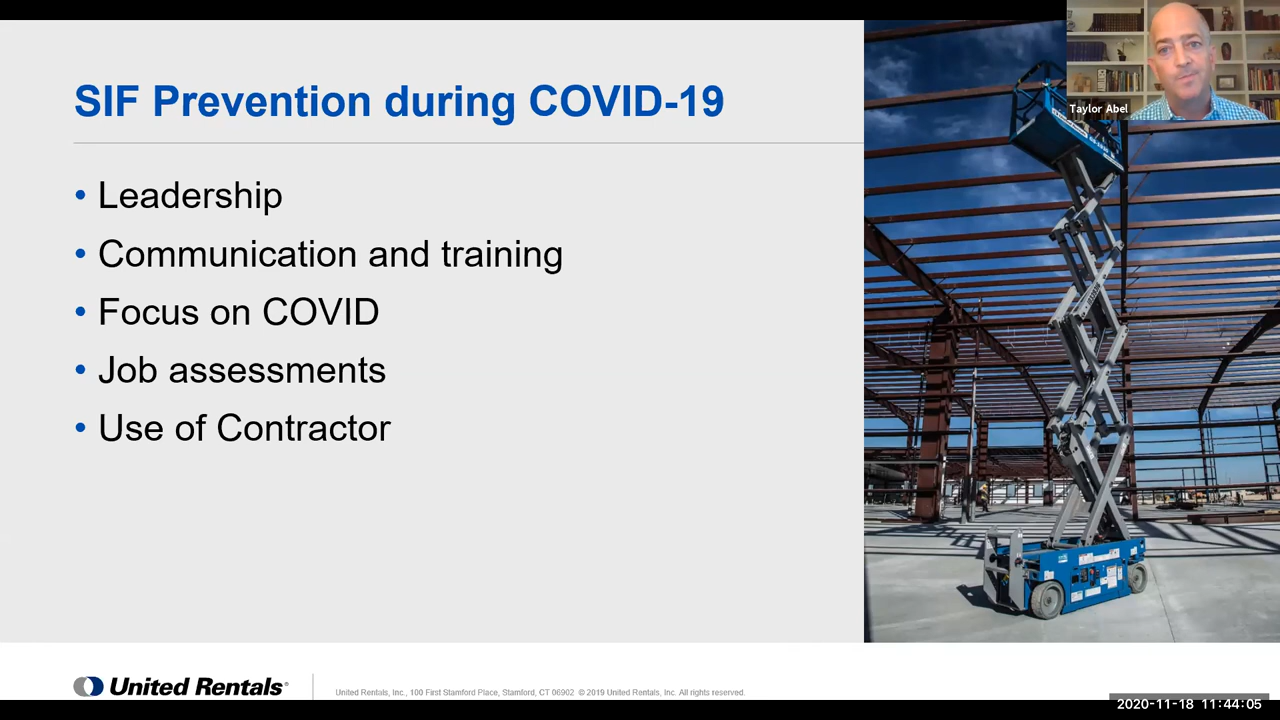 SIF Prevention during COVID-19
Taylor Abel
• Leadership
• Communication and training
• Focus on COVID
• Job assessments
• Use of Contractor
United Rentals®
United Rentals, Inc., 100 First Stamford Place, Stamford, CT 06902 © 2019 United Rentals, Inc. All rights reserved.
2020-11-18 11:44:05